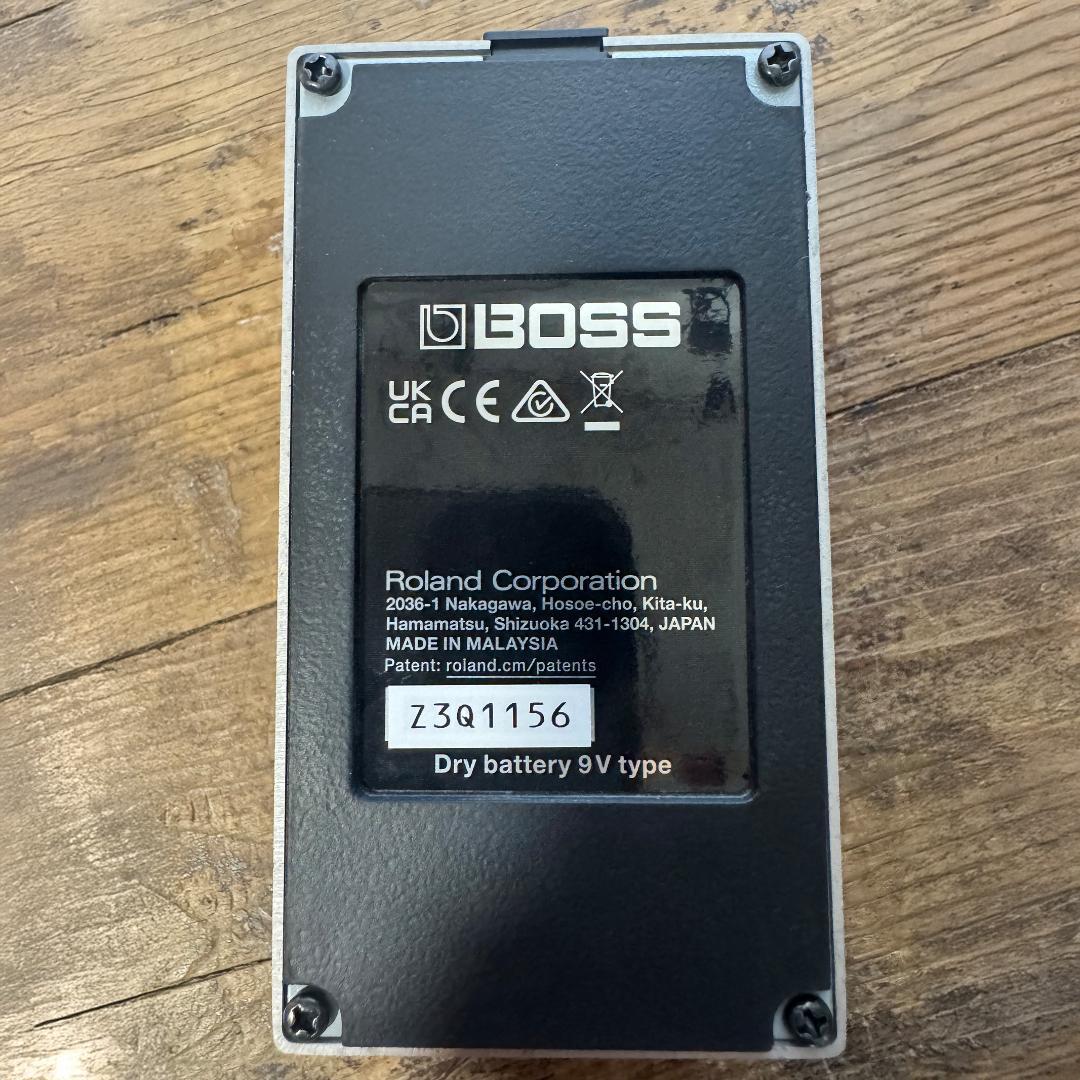 BOSS
UK
CA CE
Roland Corporation
2036-1 Nakagawa, Hosoe-cho, Kita-ku,
Hamamatsu, Shizuoka 431-1304, JAPAN
MADE IN MALAYSIA
Patent: roland.cm/patents
Z3Q1156
Dry battery 9V type